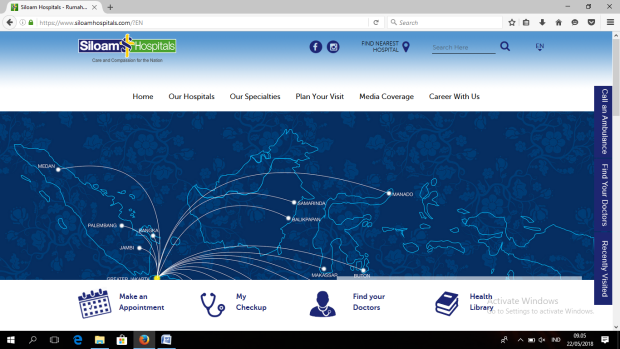 Siloam Hospitals - Rumah...
https://www.siloamhospitals.com/?EN
Search
Siloam Hospitals
Care and Compassion for the Nation
FIND NEAREST
HOSPITAL
Search Here
EN
Home Our Hospitals Our Specialties Plan Your Visit Media Coverage Career With Us
Call an Ambulance
Find Your Doctors
Recently Visited
MEDAN
MANADO
SAMARINDA
BALIKPAPAN
PALEMBANG
BANGKA
JAMBI
MAKASSAR
BUTON
GREATER JAKARTA
Make an
Appointment
My
Checkup
Find your
Doctors
Health
Library
Activate Windows
Go to Settings to activate Windows.
IND
09.05
22/05/2018